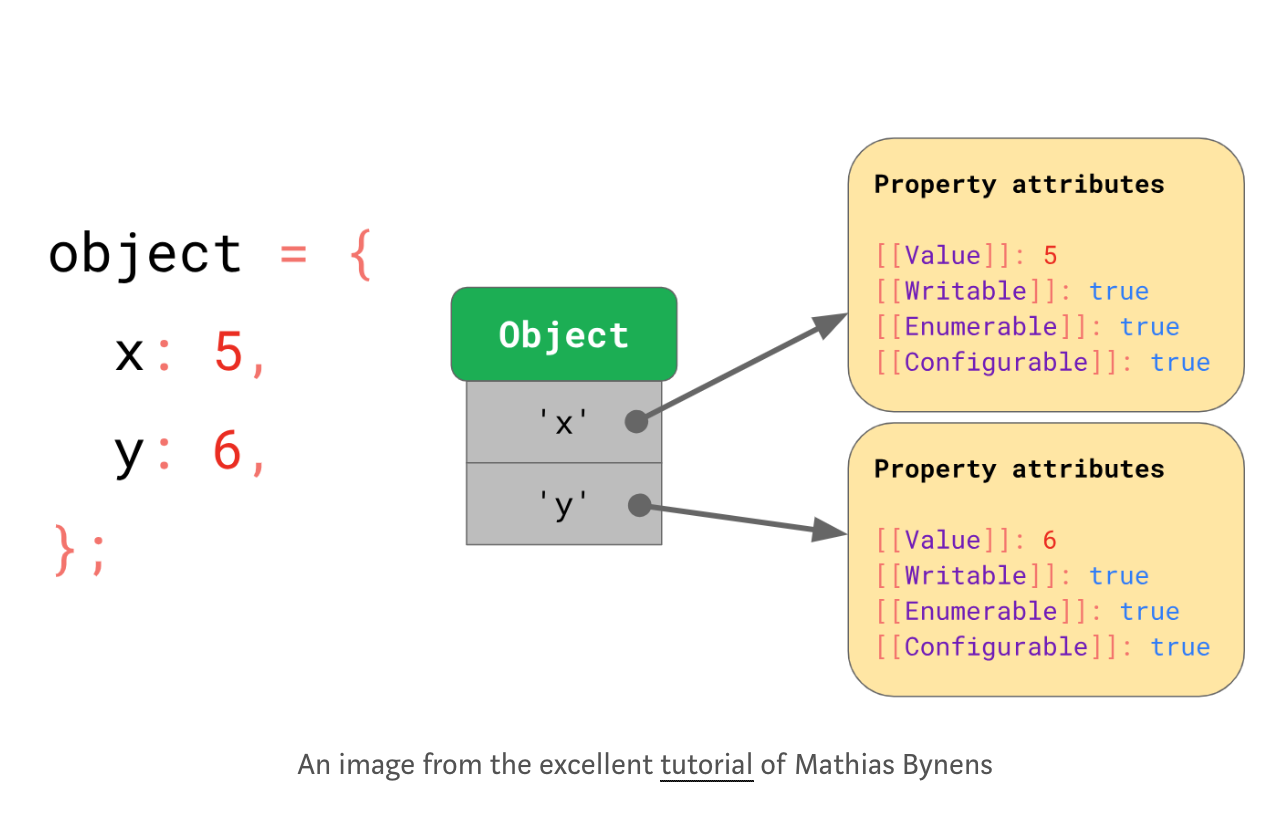 object = {
x: 5,
y: 6,
};
Object
'x'
'y'
Property attributes
[[Value]]: 5
[[Writable]]: true
[[Enumerable]]: true
[[Configurable]]: true
Property attributes
[[Value]]: 6
[[Writable]]: true
[[Enumerable]]: true
[[Configurable]]: true
An image from the excellent tutorial of Mathias Bynens